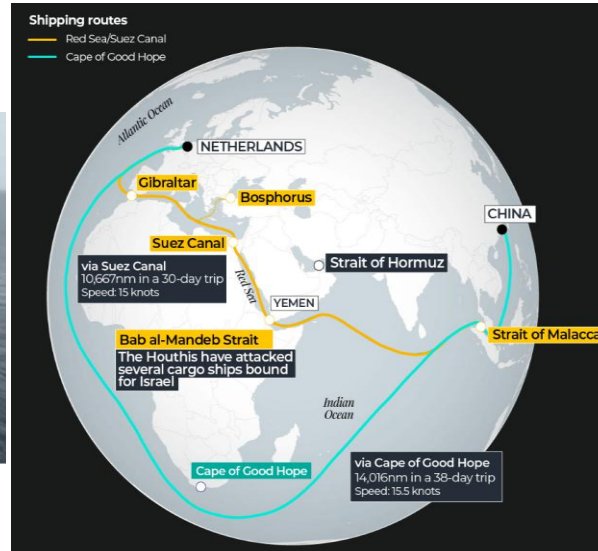 Shipping routes
Red Sea/Suez Canal
Cape of Good Hope
Atlantic Ocean
NETHERLANDS
Gibraltar
Bosphorus
CHINA
Suez Canal
via Suez Canal
10,667nm in a 30-day trip
Speed: 15 knots
Red Sea
Strait of Hormuz
YEMEN
Bab al-Mandeb Strait
The Houthis have attacked
several cargo ships bound
for Israel
Strait of Malacca
Indian
Ocean
via Cape of Good Hope
14,016nm in a 38-day trip
Speed: 15.5 knots
Cape of Good Hope